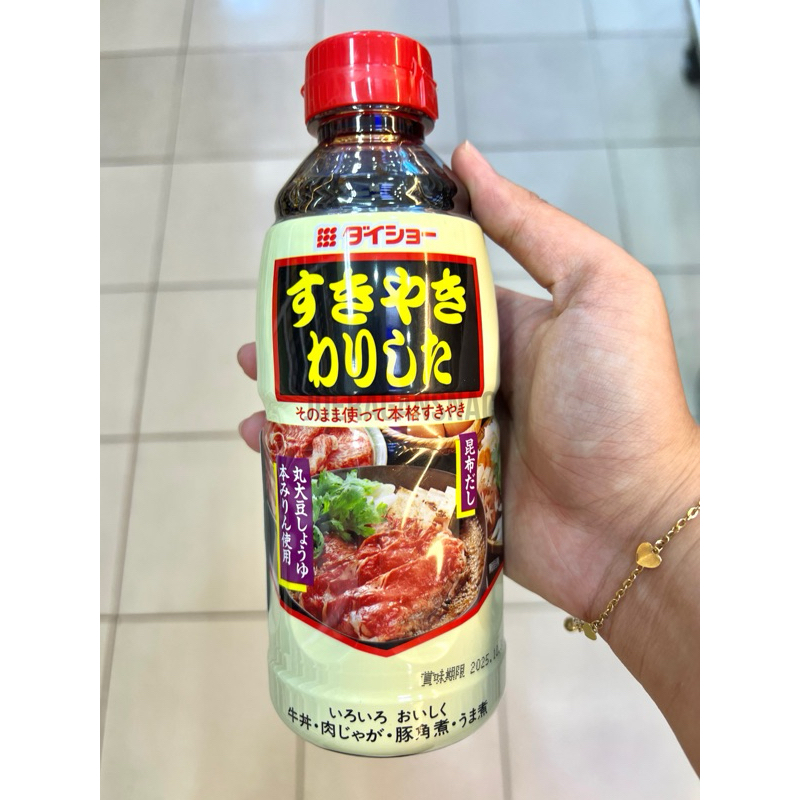 ダイショー
すきやき
わりした
そのまま使って本格すきやき
昆布だし
丸大豆しょうゆ
本みりん使用
賞味期限 2025.10.
いろいろ おいしく
牛丼・肉じゃが・豚角煮・うま煮